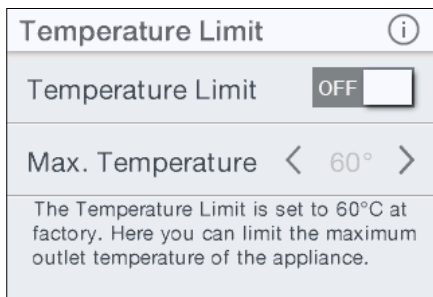 Temperature Limit
Temperature Limit OFF
Max. Temperature < 60° >
The Temperature Limit is set to 60°C at
factory. Here you can limit the maximum
outlet temperature of the appliance.